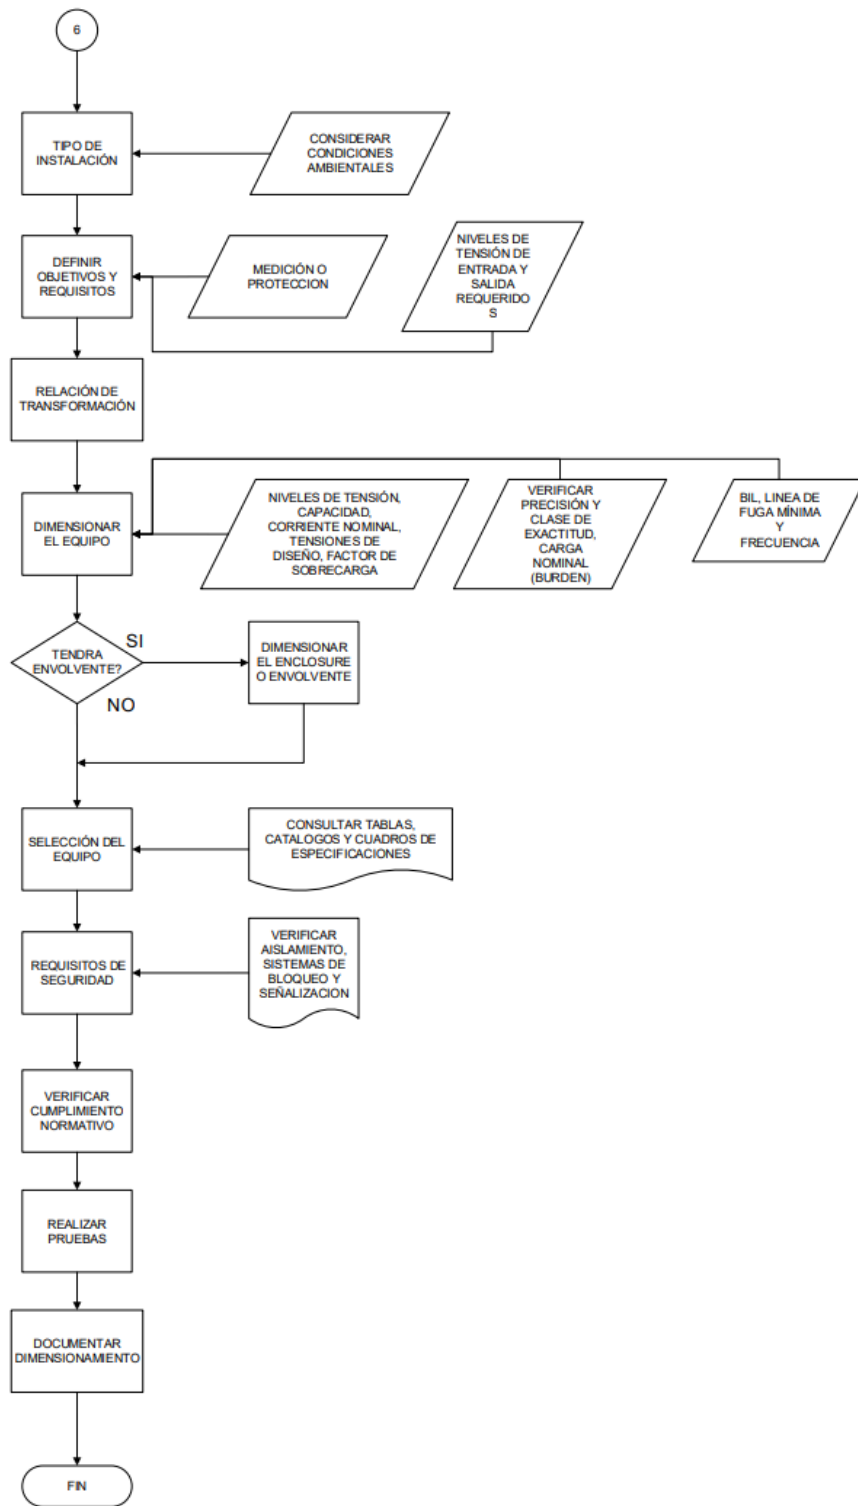 6
TIPO DE
INSTALACIÓN
CONSIDERAR
CONDICIONES
AMBIENTALES
DEFINIR
OBJETIVOS Y
REQUISITOS
MEDICIÓN O
PROTECCION
NIVELES DE
TENSIÓN DE
ENTRADA Y
SALIDA
REQUERIDO
S
RELACIÓN DE
TRANSFORMACIÓN
DIMENSIONAR
EL EQUIPO
NIVELES DE TENSIÓN,
CAPACIDAD,
CORRIENTE NOMINAL,
TENSIONES DE
DISEÑO, FACTOR DE
SOBRECARGA
VERIFICAR
PRECISIÓN Y
CLASE DE
EXACTITUD,
CARGA
NOMINAL
(BURDEN)
BIL, LINEA DE
FUGA MÍNIMA
Y
FRECUENCIA
TENDRA
ENVOLVENTE?
SI
NO
DIMENSIONAR
EL ENCLOSURE
O ENVOLVENTE
SELECCIÓN DEL
EQUIPO
CONSULTAR TABLAS,
CATALOGOS Y CUADROS DE
ESPECIFICACIONES
REQUISITOS DE
SEGURIDAD
VERIFICAR
AISLAMIENTO,
SISTEMAS DE
BLOQUEO Y
SEÑALIZACION
VERIFICAR
CUMPLIMIENTO
NORMATIVO
REALIZAR
PRUEBAS
DOCUMENTAR
DIMENSIONAMIENTO
FIN